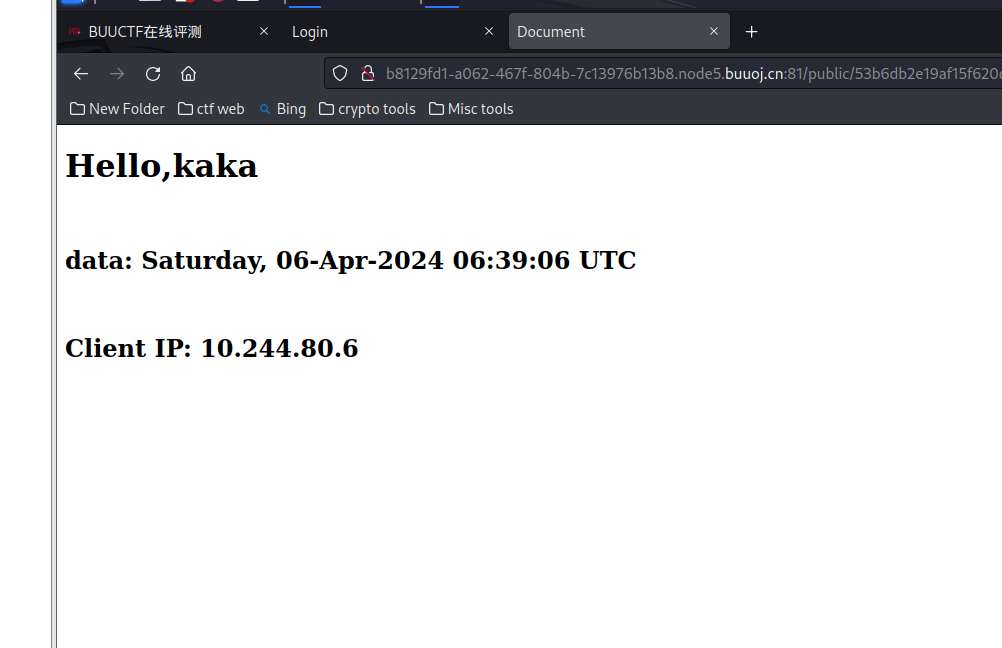 BUUCTF在线评测
Login
Document
b8129fd1-a062-467f-804b-7c13976b13b8.node5.buuoj.cn:81/public/53b6db2e19af15f620
New Folder ctf web Bing crypto tools Misc tools
Hello,kaka
data: Saturday, 06-Apr-2024 06:39:06 UTC
Client IP: 10.244.80.6